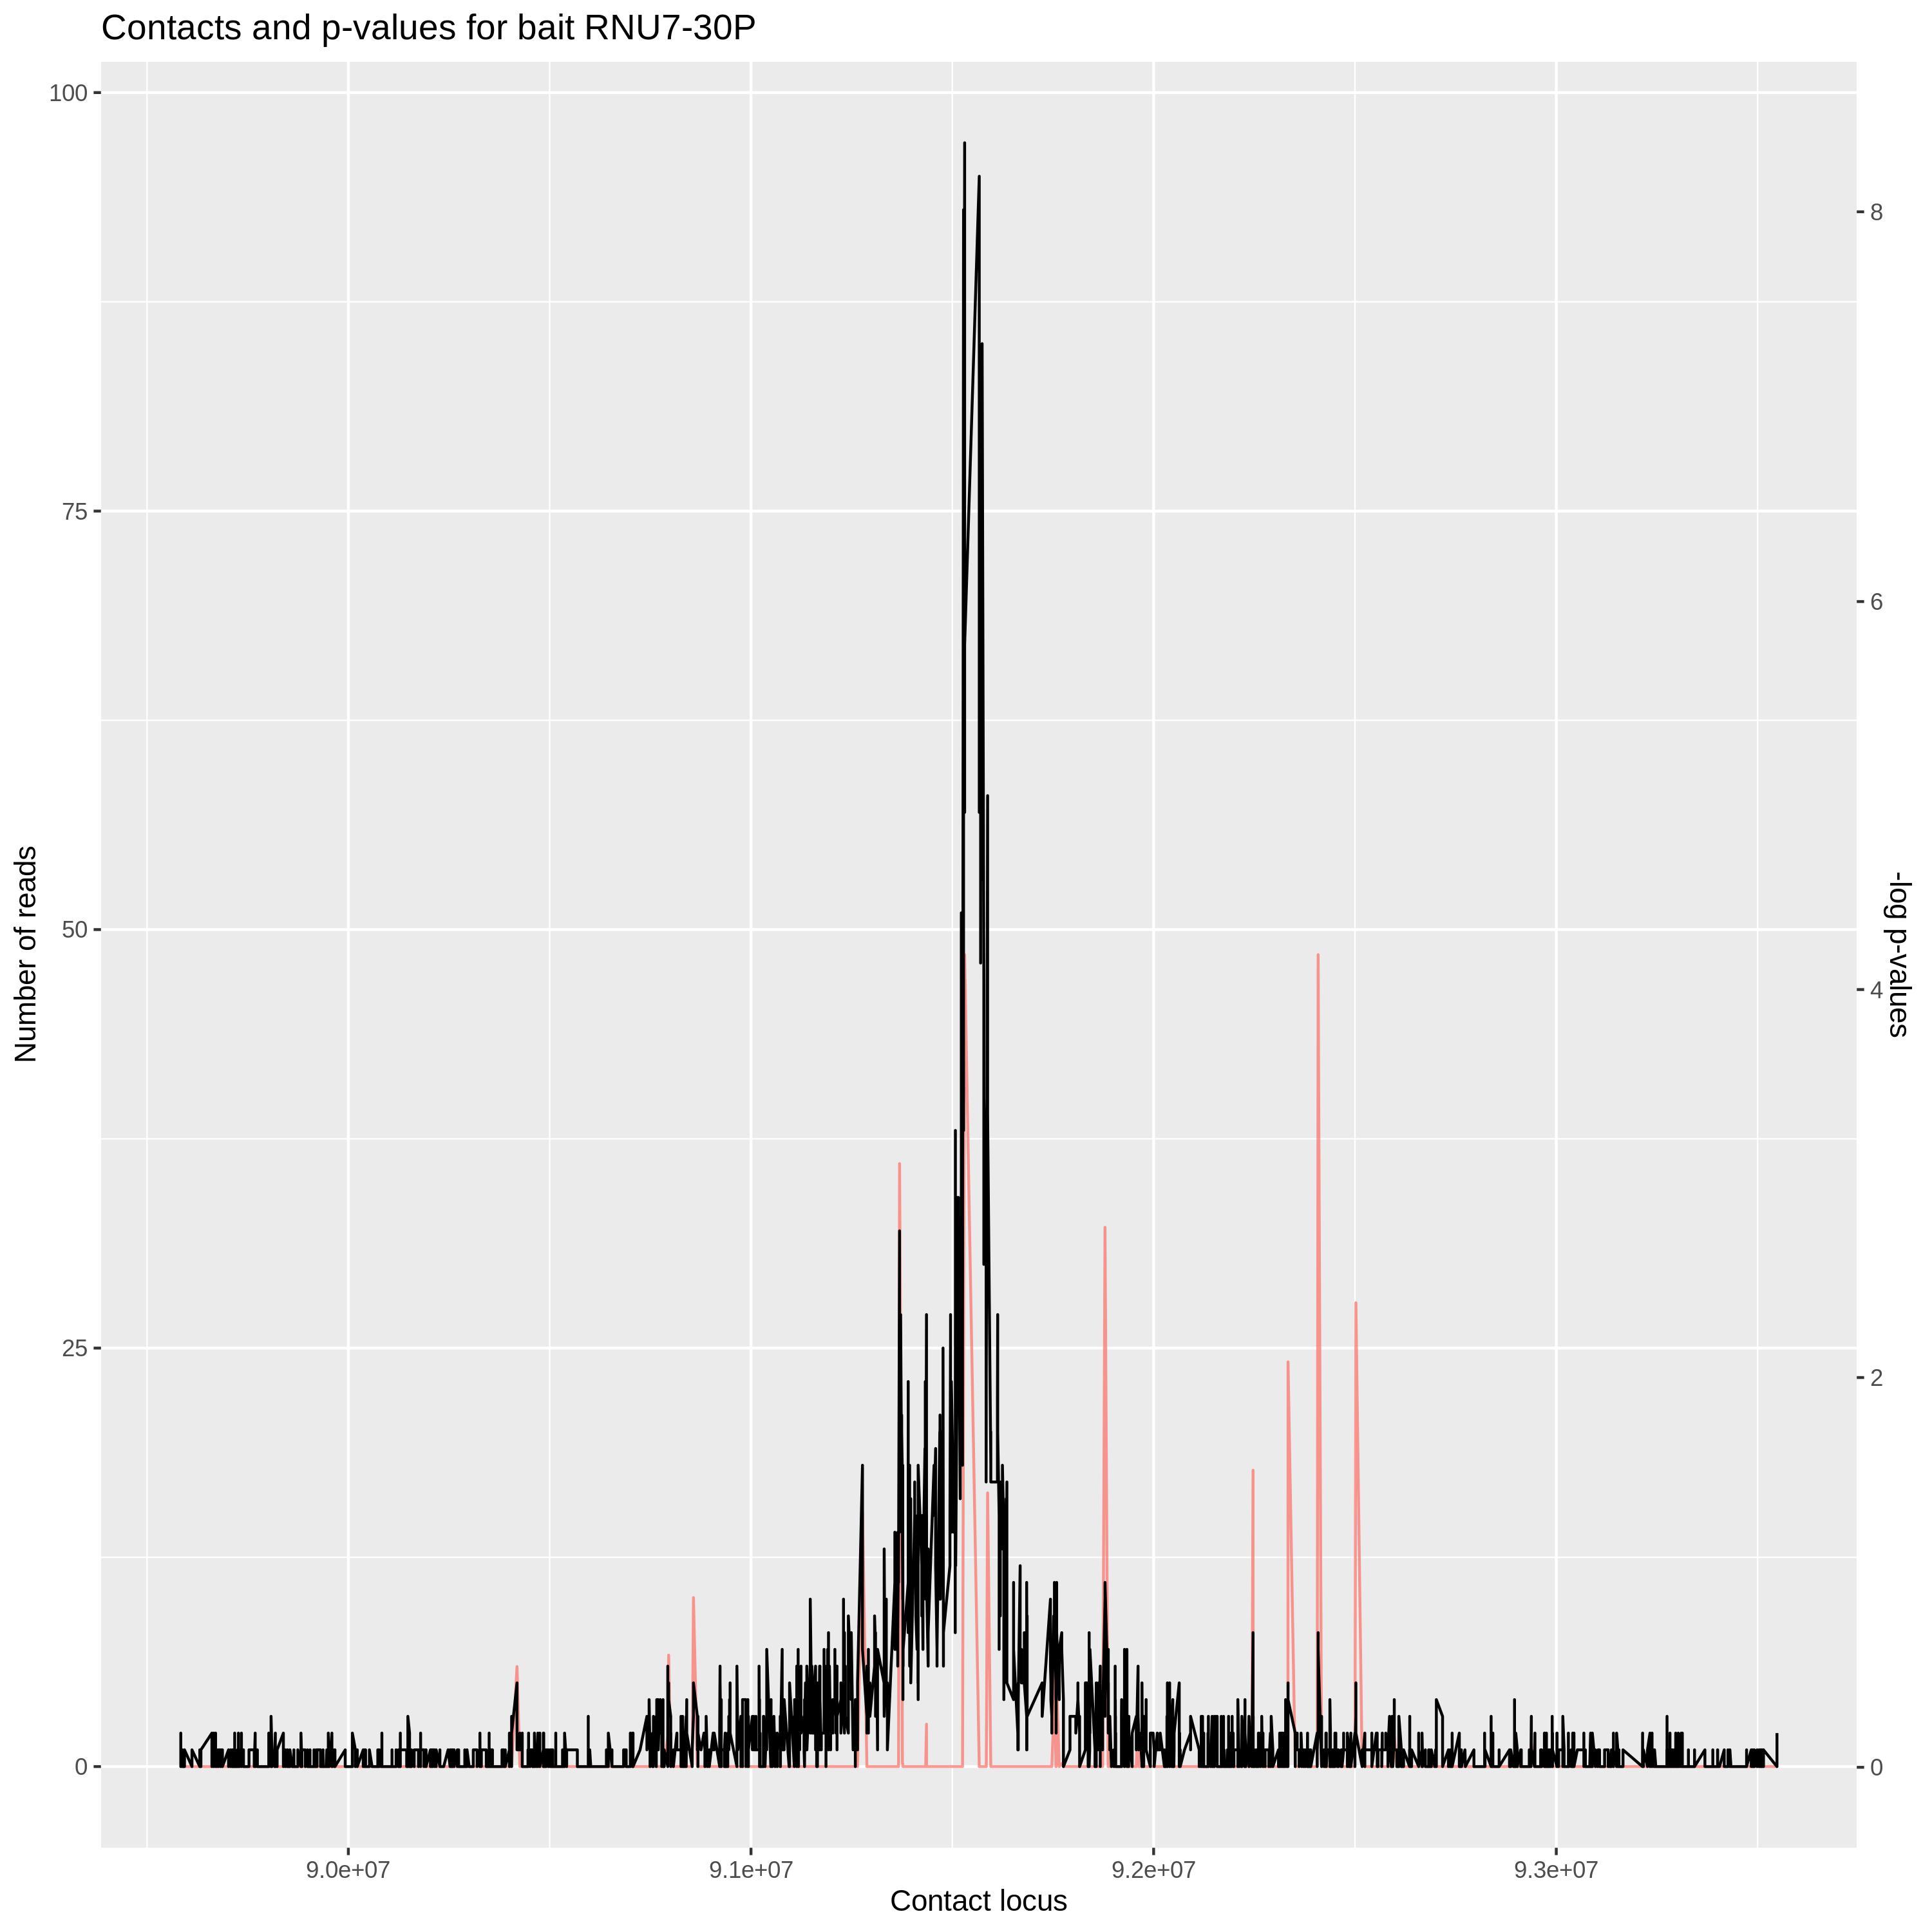 Contacts and p-values for bait RNU7-30P
100
75
50
25
0
Number of reads
8
6
4
2
0
-log p-values
9.0e+07
9.1e+07
9.2e+07
9.3e+07
Contact locus